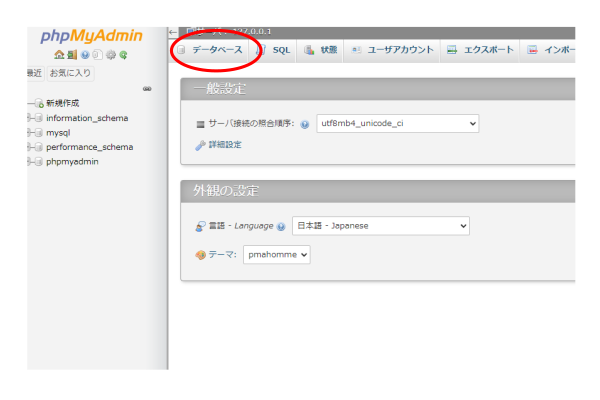 phpMyAdmin
最近 お気に入り
新規作成
information_schema
mysql
performance_schema
phpmyadmin
サーバ: 127.0.0.1
データベース SQL 状態 ユーザアカウント エクスポート インポー
一般設定
サーバ接続の照合順序: utf8mb4_unicode_ci
詳細設定
外観の設定
言語 - Language 日本語 - Japanese
テーマ: pmahomme